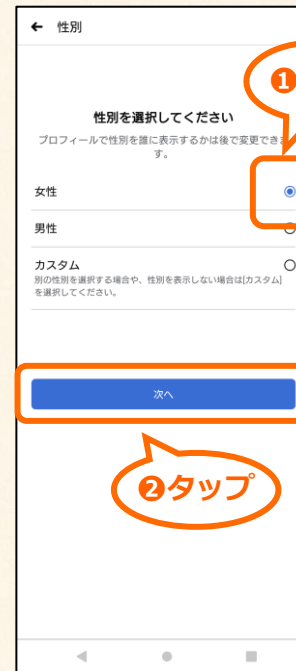 ← 性別
❶
性別を選択してください
プロフィールで性別を誰に表示するかは後で変更でき
す。
女性
男性
カスタム
別の性別を選択する場合や、性別を表示しない場合は[カスタム]
を選択してください。
次へ
❷タップ